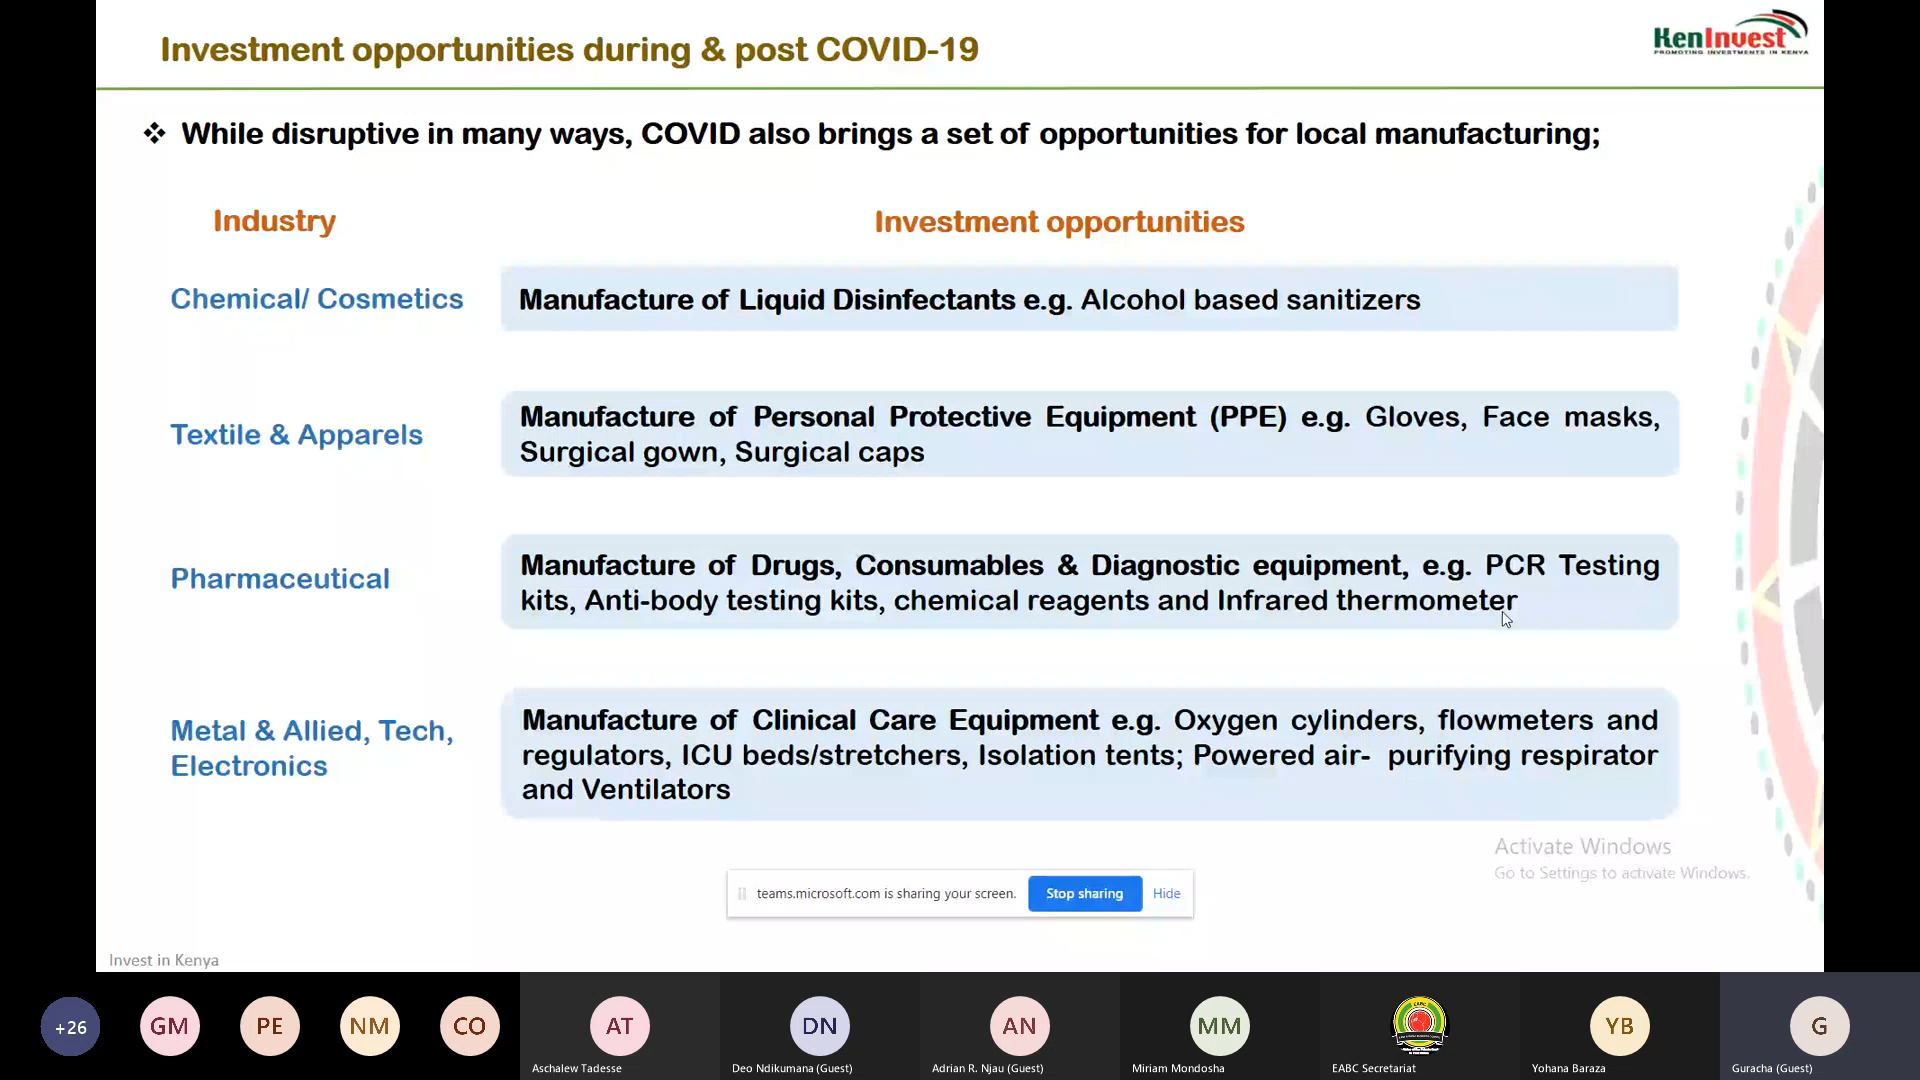 Investment opportunities during & post COVID-19
KenInvest
PROMOTING INVESTMENTS IN KENYA
❖ While disruptive in many ways, COVID also brings a set of opportunities for local manufacturing;
Industry
Investment opportunities
Chemical/ Cosmetics
Manufacture of Liquid Disinfectants e.g. Alcohol based sanitizers
Textile & Apparels
Manufacture of Personal Protective Equipment (PPE) e.g. Gloves, Face masks,
Surgical gown, Surgical caps
Pharmaceutical
Manufacture of Drugs, Consumables & Diagnostic equipment, e.g. PCR Testing
kits, Anti-body testing kits, chemical reagents and Infrared thermometer
Metal & Allied, Tech,
Electronics
Manufacture of Clinical Care Equipment e.g. Oxygen cylinders, flowmeters and
regulators, ICU beds/stretchers, Isolation tents; Powered air- purifying respirator
and Ventilators
Activate Windows
Go to Settings to activate Windows.
teams.microsoft.com is sharing your screen. Stop sharing Hide
Invest in Kenya
+26 GM PE NM CO AT DN AN MM EABC YB G
Aschalew Tadesse Deo Ndikumana (Guest) Adrian R. Njau (Guest) Miriam Mondosha EABC Secretariat Yohana Baraza Guracha (Guest)